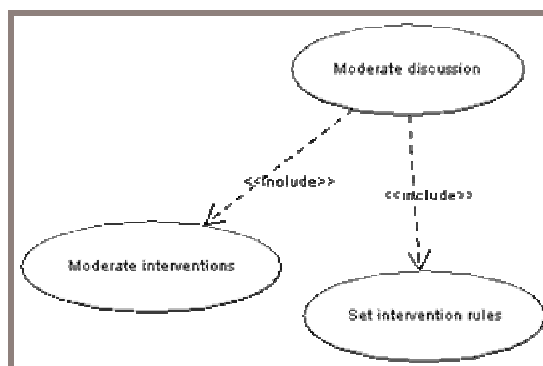 Moderate discussion
<<include>>
<<include>>
Moderate interventions
Set intervention rules